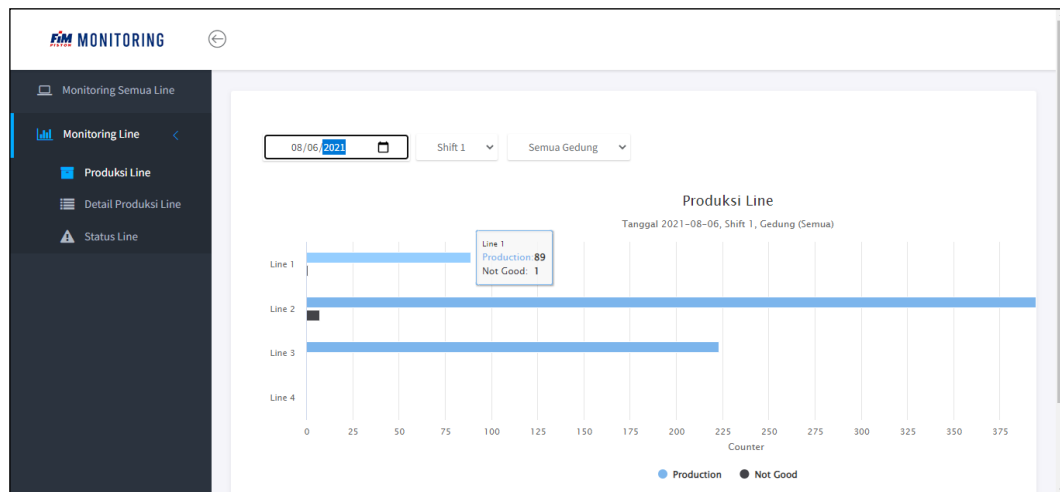 FiM PISTON MONITORING
Monitoring Semua Line
Monitoring Line
Produksi Line
Detail Produksi Line
Status Line
08/06/2021
Shift 1
Semua Gedung
Produksi Line
Tanggal 2021-08-06, Shift 1, Gedung (Semua)
Line 1
Production: 89
Not Good: 1
Line 1
Line 2
Line 3
Line 4
0 25 50 75 100 125 150 175 200 225 250 275 300 325 350 375
Counter
Production Not Good